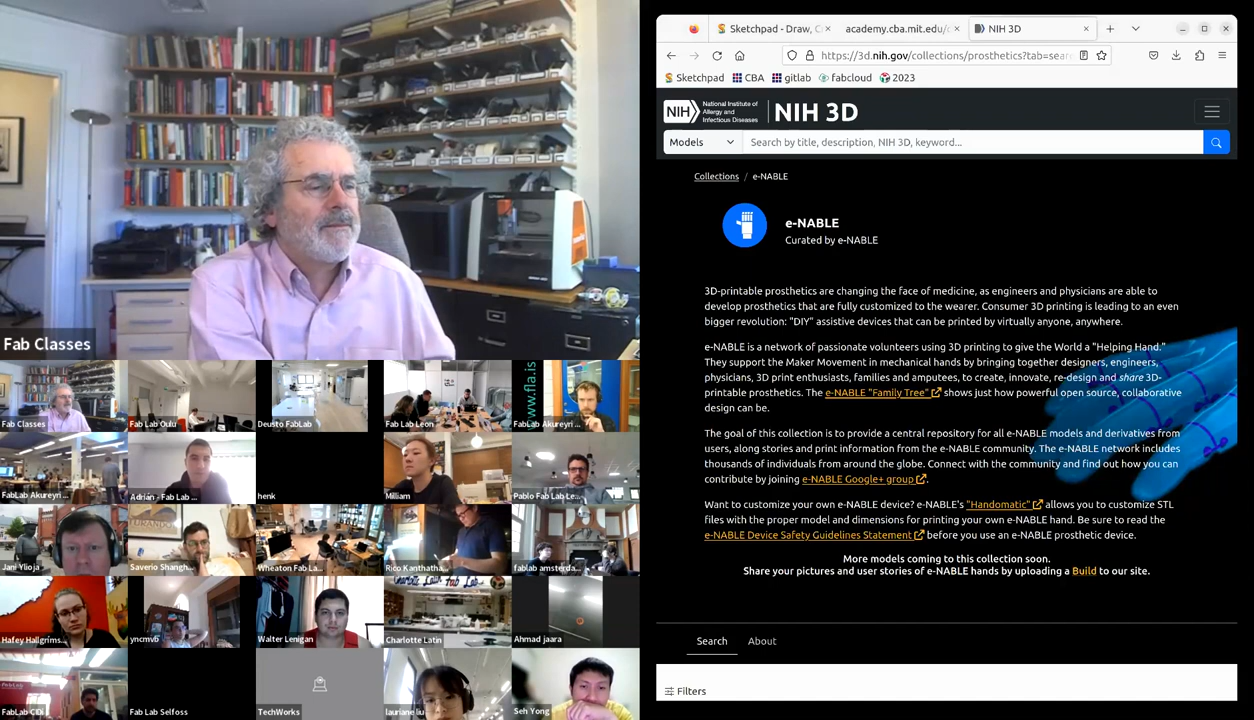 Fab Classes
Fab Classes
Fab Lab Oulu
Deusto FabLab
Fab Lab Leon
www.fla.is
FabLab Akureyri ...
FabLab Akureyri ...
Adrián - Fab Lab ...
henk
Milliam
Pablo Fab Lab Le...
Jani Ylioja
Saverio Shangh...
Wheaton Fab La...
Rico Kanthatha...
fablab amsterda...
Hafey Hallgrims...
yncmvb
Walter Lenigan
Charlotte Latin
Ahmad jaara
FabLab CIDi
Fab Lab Selfoss
TechWorks
lauriane liu
Seh Yong
Sketchpad - Draw, C
academy.cba.mit.edu/c
NIH 3D
https://3d.nih.gov/collections/prosthetics?tab=sear
Sketchpad
CBA
gitlab
fabcloud
2023
NIH
National Institute of
Allergy and
Infectious Diseases
NIH 3D
Models
Search by title, description, NIH 3D, keyword...
Collections / e-NABLE
e-NABLE
Curated by e-NABLE
3D-printable prosthetics are changing the face of medicine, as engineers and physicians are able to
develop prosthetics that are fully customized to the wearer. Consumer 3D printing is leading to an even
bigger revolution: "DIY" assistive devices that can be printed by virtually anyone, anywhere.
e-NABLE is a network of passionate volunteers using 3D printing to give the World a "Helping Hand."
They support the Maker Movement in mechanical hands by bringing together designers, engineers,
physicians, 3D print enthusiasts, families and amputees, to create, innovate, re-design and share 3D-
printable prosthetics. The e-NABLE "Family Tree" shows just how powerful open source, collaborative
design can be.
The goal of this collection is to provide a central repository for all e-NABLE models and derivatives from
users, along stories and print information from the e-NABLE community. The e-NABLE network includes
thousands of individuals from around the globe. Connect with the community and find out how you can
contribute by joining e-NABLE Google+ group.
Want to customize your own e-NABLE device? e-NABLE's "Handomatic" allows you to customize STL
files with the proper model and dimensions for printing your own e-NABLE hand. Be sure to read the
e-NABLE Device Safety Guidelines Statement before you use an e-NABLE prosthetic device.
More models coming to this collection soon.
Share your pictures and user stories of e-NABLE hands by uploading a Build to our site.
Search
About
Filters